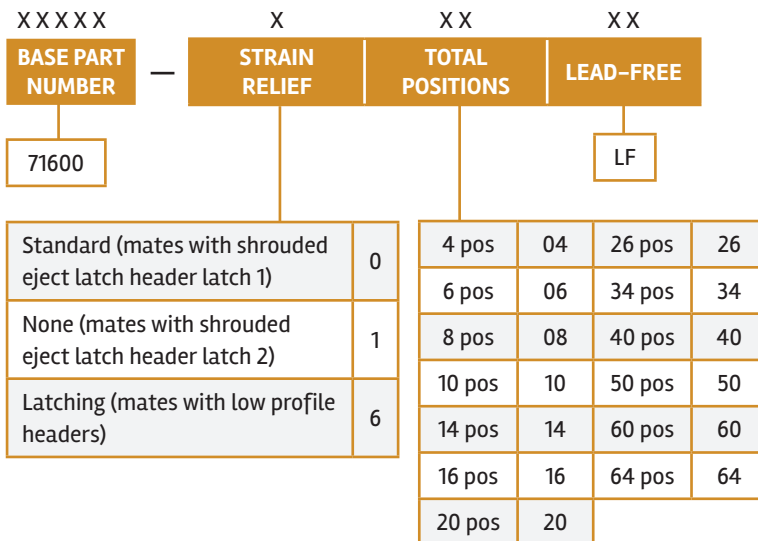 X X X X X X X X X X
BASE PART NUMBER — STRAIN RELIEF TOTAL POSITIONS LEAD-FREE
71600 LF
Standard (mates with shrouded
eject latch header latch 1) 0
None (mates with shrouded
eject latch header latch 2) 1
Latching (mates with low profile
headers) 6
4 pos 04 26 pos 26
6 pos 06 34 pos 34
8 pos 08 40 pos 40
10 pos 10 50 pos 50
14 pos 14 60 pos 60
16 pos 16 64 pos 64
20 pos 20